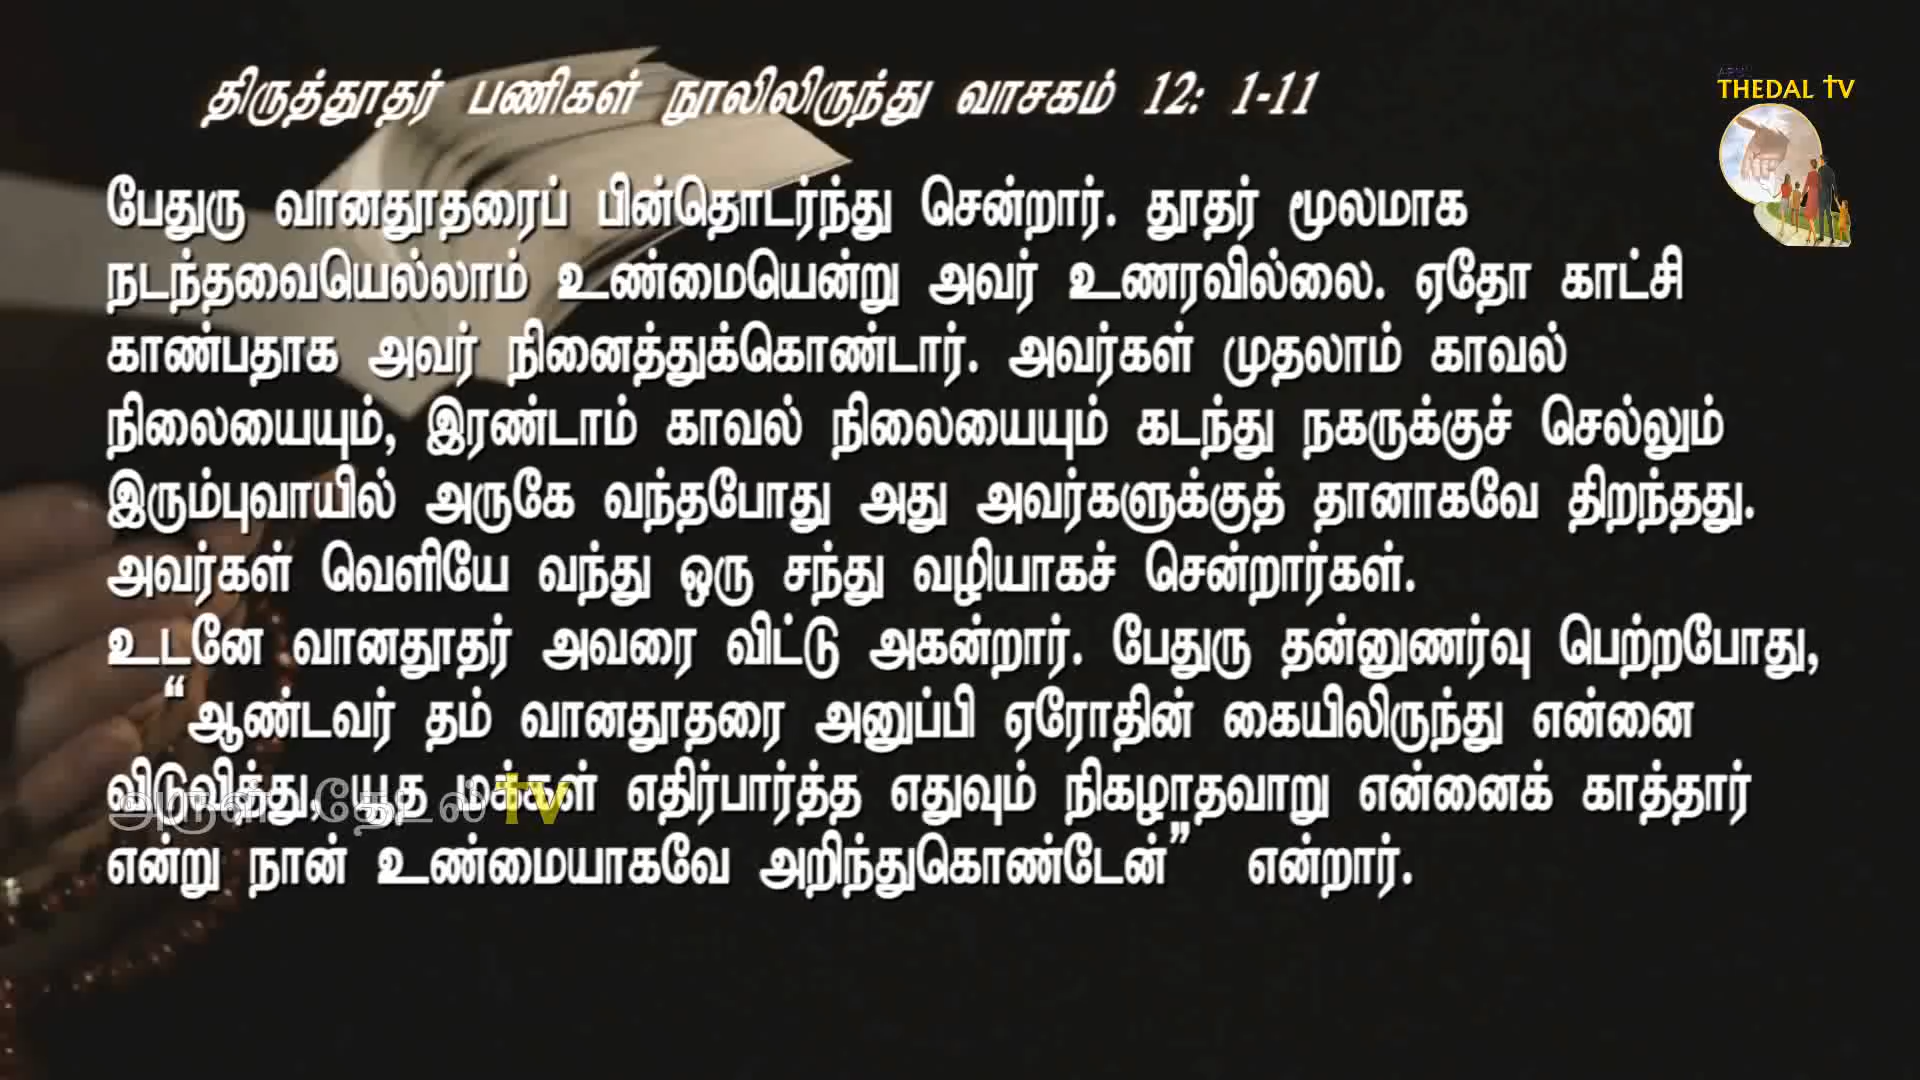 திருத்தூதர் பணிகள் நூலிலிருந்து வாசகம் 12: 1-11
THEDAL TV
பேதுரு வானதூதரைப் பின்தொடர்ந்து சென்றார். தூதர் மூலமாக
நடந்தவையெல்லாம் உண்மையென்று அவர் உணரவில்லை. ஏதோ காட்சி
காண்பதாக அவர் நினைத்துக்கொண்டார். அவர்கள் முதலாம் காவல்
நிலையையும், இரண்டாம் காவல் நிலையையும் கடந்து நகருக்குச் செல்லும்
இரும்புவாயில் அருகே வந்தபோது அது அவர்களுக்குத் தானாகவே திறந்தது.
அவர்கள் வெளியே வந்து ஒரு சந்து வழியாகச் சென்றார்கள்.
உடனே வானதூதர் அவரை விட்டு அகன்றார். பேதுரு தன்னுணர்வு பெற்றபோது,
“ஆண்டவர் தம் வானதூதரை அனுப்பி ஏரோதின் கையிலிருந்து என்னை
விடுவித்து, யூத மக்கள் எதிர்பார்த்த எதுவும் நிகழாதவாறு என்னைக் காத்தார்
அருள் தேடல் tv
என்று நான் உண்மையாகவே அறிந்துகொண்டேன்” என்றார்.